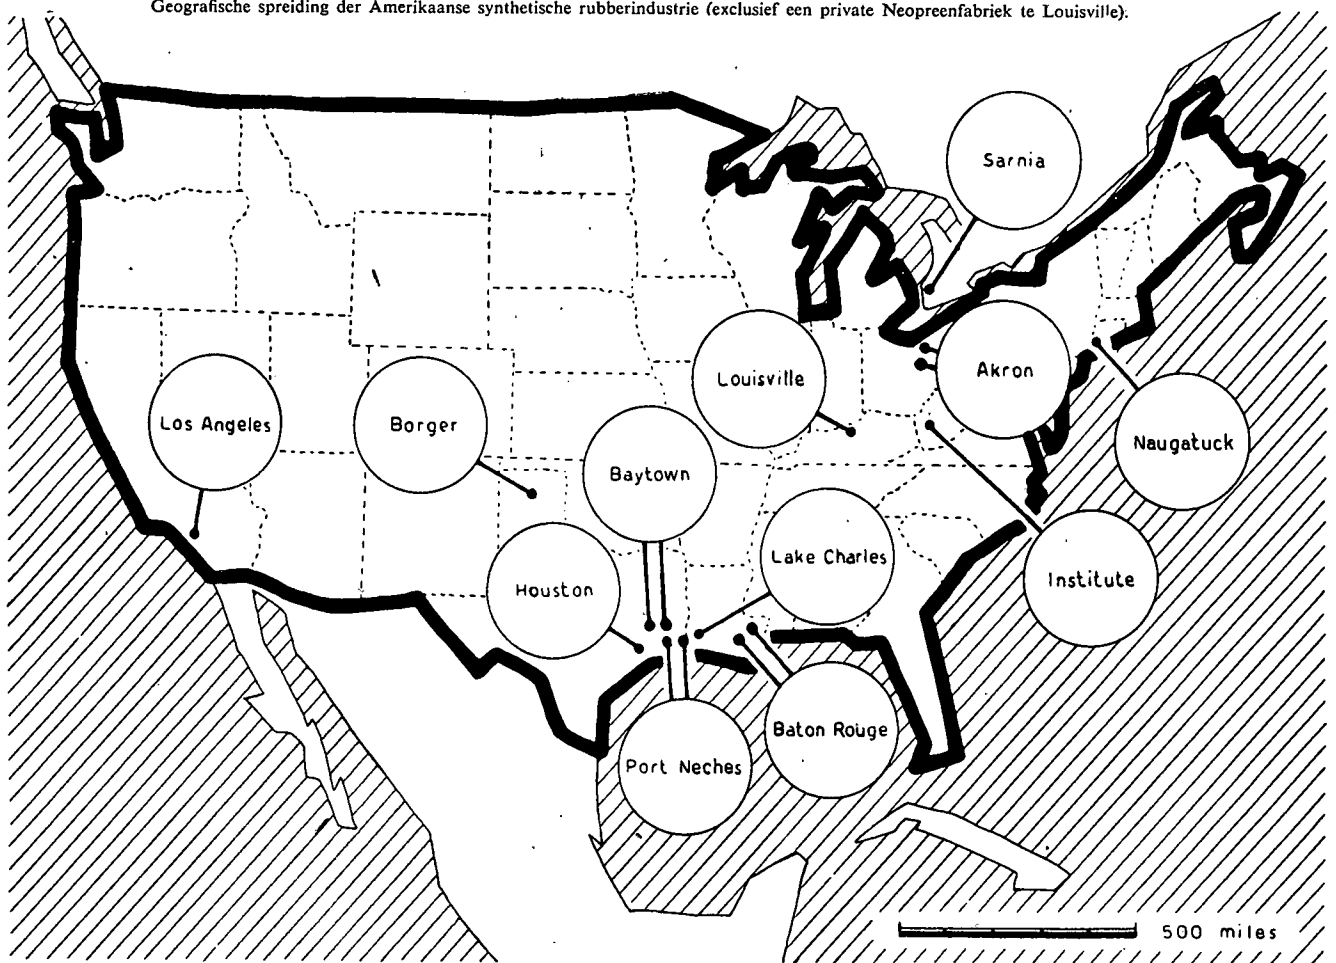 Geografische spreiding der Amerikaanse synthetische rubberindustrie (exclusief een private Neopreenfabriek te Louisville).
Sarnia
Louisville
Akron
Los Angeles
Borger
Naugatuck
Baytown
Lake Charles
Institute
Houston
Baton Rouge
Port Neches
500 miles